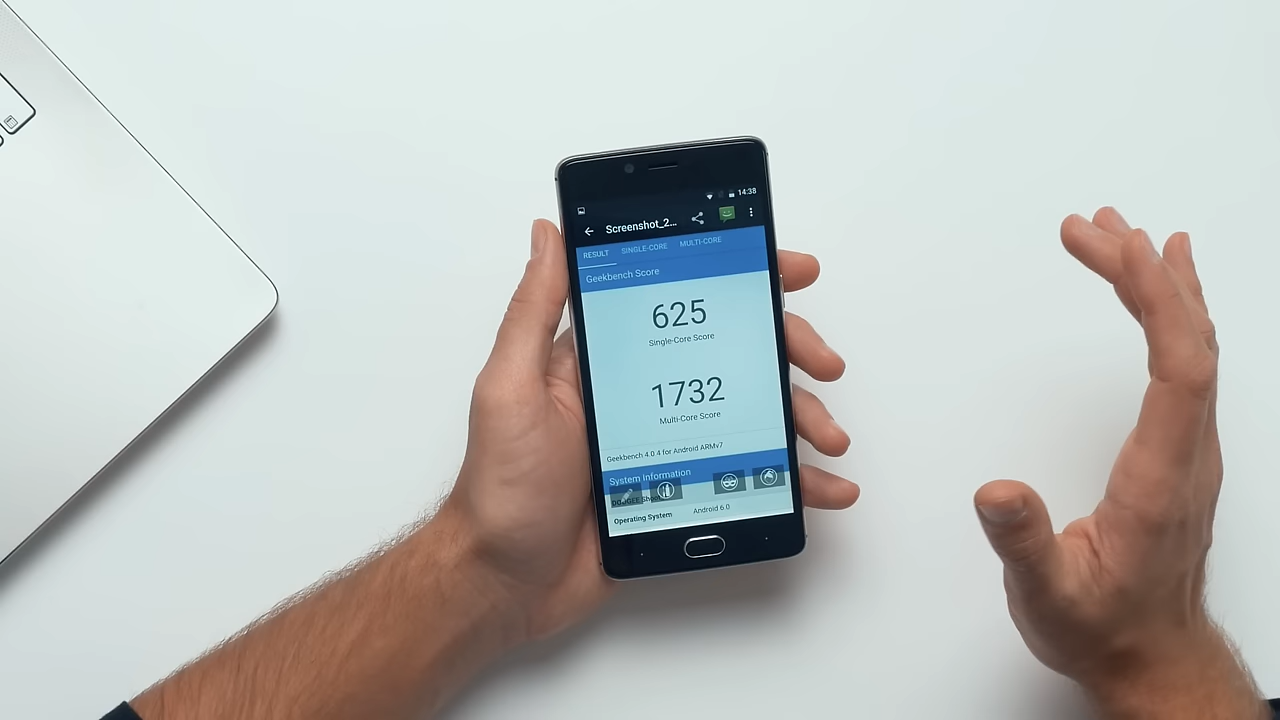 14:38
Screenshot_2...
RESULT SINGLE-CORE MULTI-CORE
Geekbench Score
625
Single-Core Score
1732
Multi-Core Score
Geekbench 4.0.4 for Android ARMv7
System Information
DOOGEE
Operating System Android 6.0